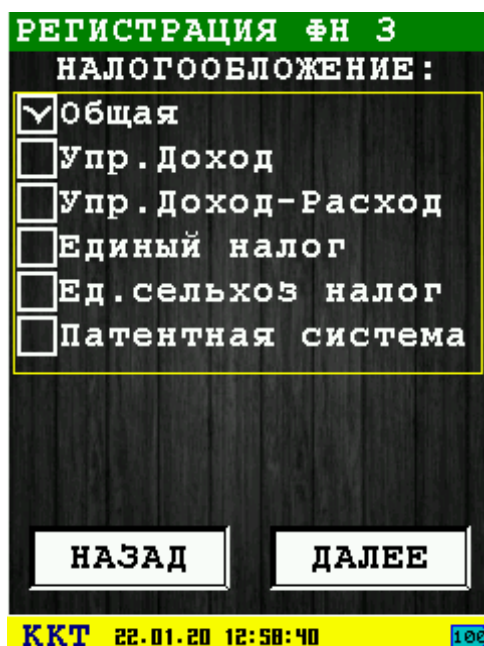 РЕГИСТРАЦИЯ ФН 3
НАЛОГООБЛОЖЕНИЕ:
Общая
Упр.Доход
Упр.Доход-Расход
Единый налог
Ед.сельхоз налог
Патентная система
НАЗАД ДАЛЕЕ
ККТ 22.01.20 12:58:40 100